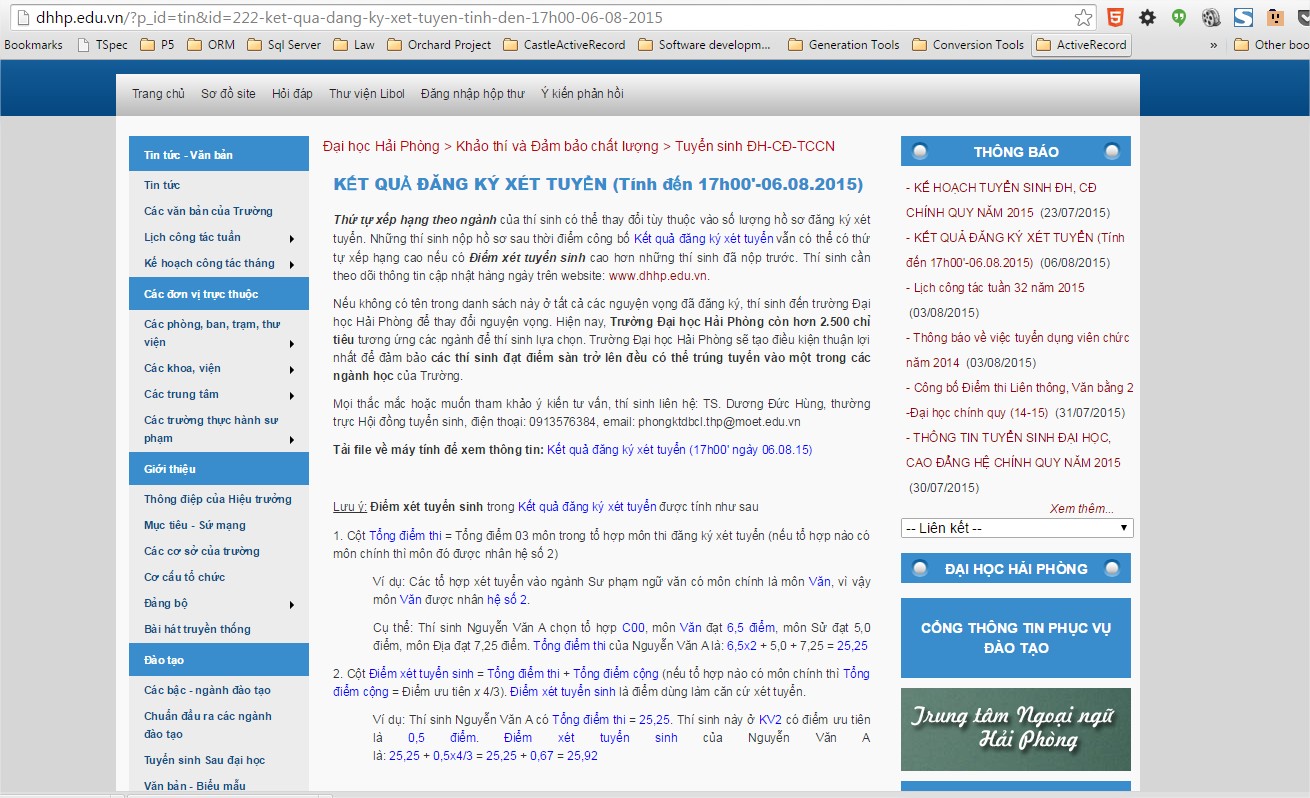 dhhp.edu.vn/?p_id=tin&id=222-ket-qua-dang-ky-xet-tuyen-tinh-den-17h00-06-08-2015
Bookmarks TSpec P5 ORM Sql Server Law Orchard Project CastleActiveRecord Software developm... Generation Tools Conversion Tools ActiveRecord » Other boo
Trang chủ Sơ đồ site Hỏi đáp Thư viện Libol Đăng nhập hộp thư Ý kiến phản hồi
Tin tức - Văn bản
Tin tức
Các văn bản của Trường
Lịch công tác tuần
Kế hoạch công tác tháng
Các đơn vị trực thuộc
Các phòng, ban, trạm, thư
viện
Các khoa, viện
Các trung tâm
Các trường thực hành sư
phạm
Giới thiệu
Thông điệp của Hiệu trưởng
Mục tiêu - Sứ mạng
Các cơ sở của trường
Cơ cấu tổ chức
Đảng bộ
Bài hát truyền thống
Đào tạo
Các bậc - ngành đào tạo
Chuẩn đầu ra các ngành
đào tạo
Tuyển sinh Sau đại học
Văn bản - Biểu mẫu
Đại học Hải Phòng > Khảo thí và Đảm bảo chất lượng > Tuyển sinh ĐH-CĐ-TCCN
KẾT QUẢ ĐĂNG KÝ XÉT TUYỂN (Tính đến 17h00'-06.08.2015)
Thứ tự xếp hạng theo ngành của thí sinh có thể thay đổi tùy thuộc vào số lượng hồ sơ đăng ký xét
tuyển. Những thí sinh nộp hồ sơ sau thời điểm công bố Kết quả đăng ký xét tuyển vẫn có thể có thứ
tự xếp hạng cao nếu có Điểm xét tuyển sinh cao hơn những thí sinh đã nộp trước. Thí sinh cần
theo dõi thông tin cập nhật hàng ngày trên website: www.dhhp.edu.vn.
Nếu không có tên trong danh sách này ở tất cả các nguyện vọng đã đăng ký, thí sinh đến trường Đại
học Hải Phòng để thay đổi nguyện vọng. Hiện nay, Trường Đại học Hải Phòng còn hơn 2.500 chỉ
tiêu tương ứng các ngành để thí sinh lựa chọn. Trường Đại học Hải Phòng sẽ tạo điều kiện thuận lợi
nhất để đảm bảo các thí sinh đạt điểm sàn trở lên đều có thể trúng tuyển vào một trong các
ngành học của Trường.
Mọi thắc mắc hoặc muốn tham khảo ý kiến tư vấn, thí sinh liên hệ: TS. Dương Đức Hùng, thường
trực Hội đồng tuyển sinh, điện thoại: 0913576384, email: phongktdbcl.thp@moet.edu.vn
Tải file về máy tính để xem thông tin: Kết quả đăng ký xét tuyển (17h00' ngày 06.08.15)
Lưu ý: Điểm xét tuyển sinh trong Kết quả đăng ký xét tuyển được tính như sau
1. Cột Tổng điểm thi = Tổng điểm 03 môn trong tổ hợp môn thi đăng ký xét tuyển (nếu tổ hợp nào có
môn chính thì môn đó được nhân hệ số 2)
Ví dụ: Các tổ hợp xét tuyển vào ngành Sư phạm ngữ văn có môn chính là môn Văn, vì vậy
môn Văn được nhân hệ số 2.
Cụ thể: Thí sinh Nguyễn Văn A chọn tổ hợp C00, môn Văn đạt 6,5 điểm, môn Sử đạt 5,0
điểm, môn Địa đạt 7,25 điểm. Tổng điểm thi của Nguyễn Văn A là: 6,5x2 + 5,0 + 7,25 = 25,25
2. Cột Điểm xét tuyển sinh = Tổng điểm thi + Tổng điểm cộng (nếu tổ hợp nào có môn chính thì Tổng
điểm cộng = Điểm ưu tiên x 4/3). Điểm xét tuyển sinh là điểm dùng làm căn cứ xét tuyển.
Ví dụ: Thí sinh Nguyễn Văn A có Tổng điểm thi = 25,25. Thí sinh này ở KV2 có điểm ưu tiên
là 0,5 điểm. Điểm xét tuyển sinh của Nguyễn Văn A
là: 25,25 + 0,5x4/3 = 25,25 + 0,67 = 25,92
THÔNG BÁO
- KẾ HOẠCH TUYỂN SINH ĐH, CĐ
CHÍNH QUY NĂM 2015 (23/07/2015)
- KẾT QUẢ ĐĂNG KÝ XÉT TUYỂN (Tính
đến 17h00'-06.08.2015) (06/08/2015)
- Lịch công tác tuần 32 năm 2015
(03/08/2015)
- Thông báo về việc tuyển dụng viên chức
năm 2014 (03/08/2015)
- Công bố Điểm thi Liên thông, Văn bằng 2
-Đại học chính quy (14-15) (31/07/2015)
- THÔNG TIN TUYỂN SINH ĐẠI HỌC,
CAO ĐẲNG HỆ CHÍNH QUY NĂM 2015
(30/07/2015)
Xem thêm...
-- Liên kết --
ĐẠI HỌC HẢI PHÒNG
CỔNG THÔNG TIN PHỤC VỤ
ĐÀO TẠO
Trung tâm Ngoại ngữ
Hải Phòng